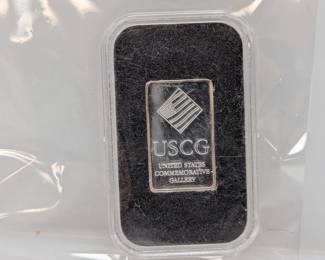 USCG
UNITED STATES
COMMEMORATIVE
GALLERY